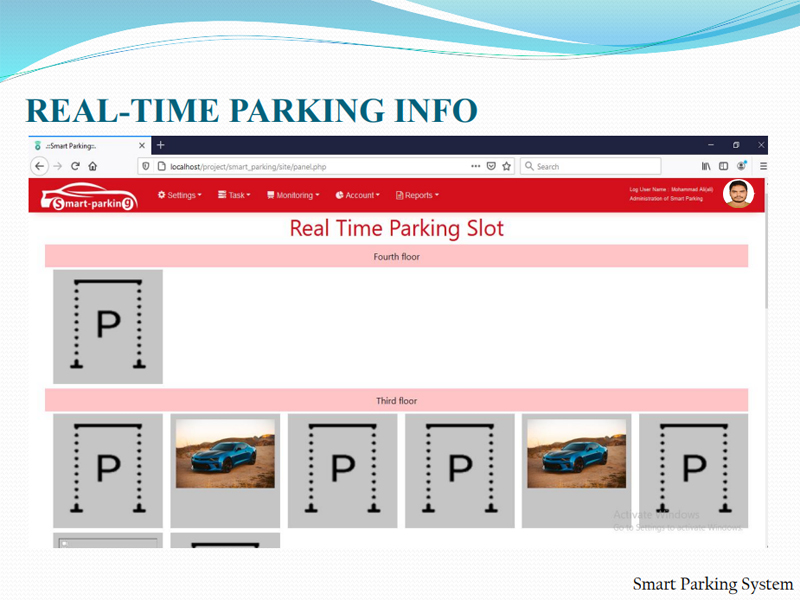 REAL-TIME PARKING INFO
.::Smart Parking::.
localhost/project/smart_parking/site/panel.php
Search
Smart-parking
Settings
Task
Monitoring
Account
Reports
Log User Name : Mohammad Ali(ali)
Administration of Smart Parking
Real Time Parking Slot
Fourth floor
P
Third floor
P
P
P
P
Activate Windows
Go to Settings to activate Windows.
Smart Parking System